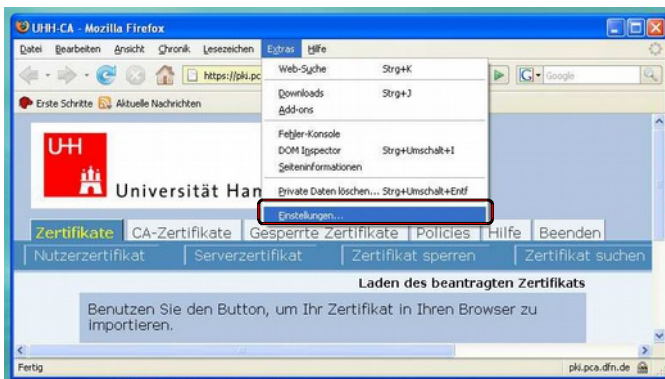 UHH-CA - Mozilla Firefox
Datei Bearbeiten Ansicht Chronik Lesezeichen Extras Hilfe
https://pki.pc
Google
Erste Schritte Aktuelle Nachrichten
Web-Suche Strg+K
Downloads Strg+J
Add-ons
Fehler-Konsole
DOM Inspector Strg+Umschalt+I
Seiteninformationen
Private Daten löschen... Strg+Umschalt+Entf
Einstellungen...
UHH
Universität Han
Zertifikate CA-Zertifikate Gesperrte Zertifikate Policies Hilfe Beenden
Nutzerzertifikat Serverzertifikat Zertifikat sperren Zertifikat suchen
Laden des beantragten Zertifikats
Benutzen Sie den Button, um Ihr Zertifikat in Ihren Browser zu
importieren.
Fertig pki.pca.dfn.de